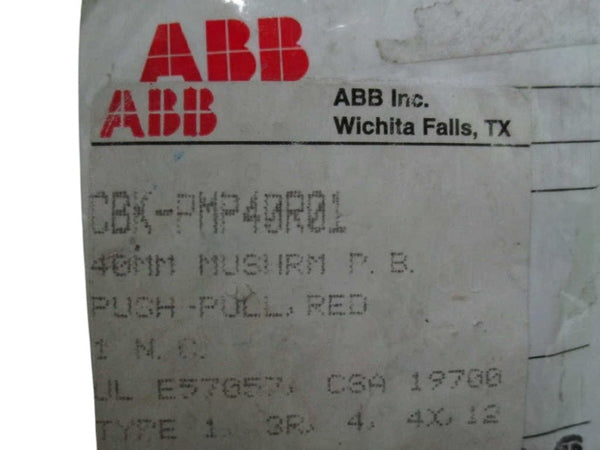 ABB
ABB
ABB Inc.
Wichita Falls, TX
CBK-PMP40R01
40MM MUSHRM P.B.
PUSH-PULL, RED
1 N.C.
UL E57057, CSA 19700
TYPE 1, 3R, 4, 4X,12